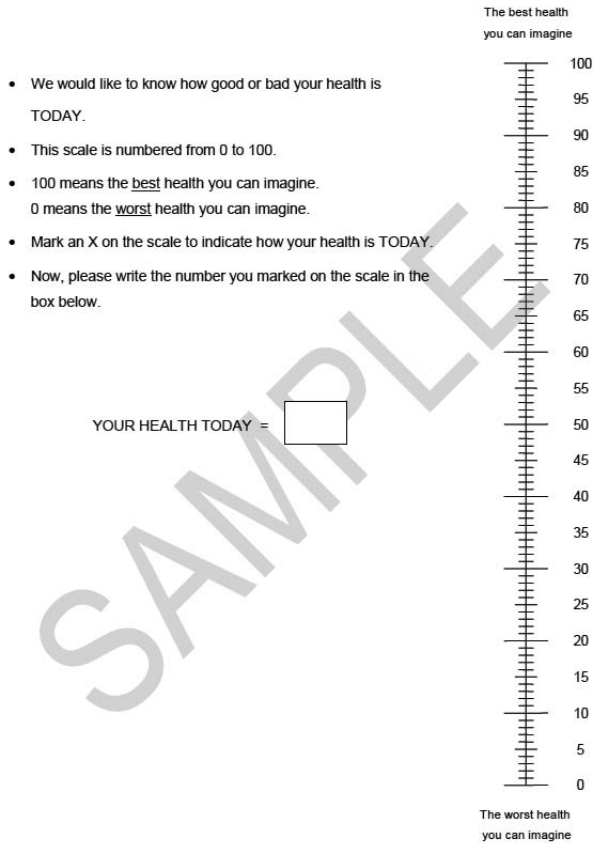 The best health
you can imagine
• We would like to know how good or bad your health is
TODAY.
• This scale is numbered from 0 to 100.
• 100 means the best health you can imagine.
0 means the worst health you can imagine.
• Mark an X on the scale to indicate how your health is TODAY.
• Now, please write the number you marked on the scale in the
box below.
YOUR HEALTH TODAY =
SAMPLE
100
95
90
85
80
75
70
65
60
55
50
45
40
35
30
25
20
15
10
5
0
The worst health
you can imagine